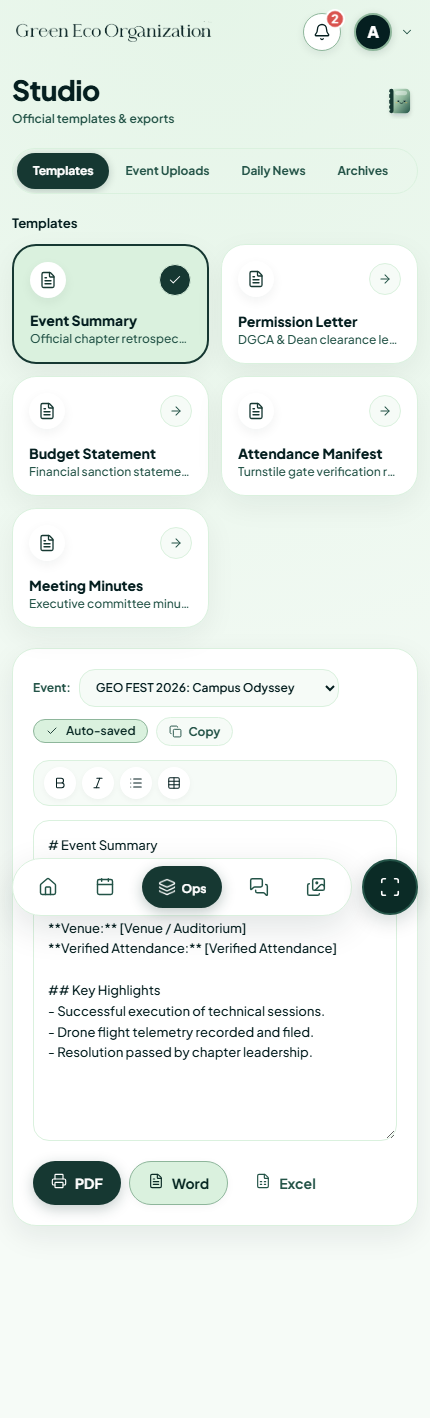 Green Eco Organization
2
A
Studio
Official templates & exports
Templates
Event Uploads
Daily News
Archives
Templates
Event Summary
Official chapter retrospec...
Permission Letter
DGCA & Dean clearance le...
Budget Statement
Financial sanction stateme...
Attendance Manifest
Turnstile gate verification r...
Meeting Minutes
Executive committee minu...
Event:
GEO FEST 2026: Campus Odyssey
Auto-saved
Copy
B
I
# Event Summary
Ops
**Venue:** [Venue / Auditorium]
**Verified Attendance:** [Verified Attendance]
## Key Highlights
- Successful execution of technical sessions.
- Drone flight telemetry recorded and filed.
- Resolution passed by chapter leadership.
PDF
Word
Excel